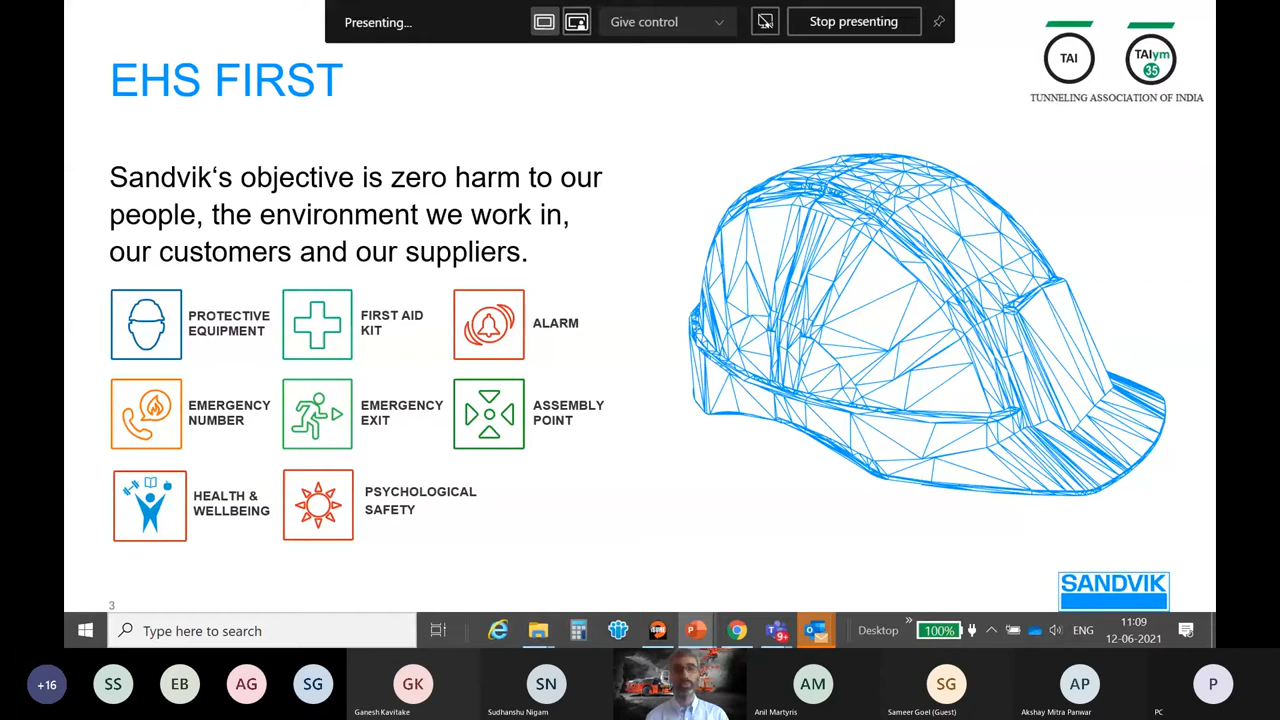 Presenting...
Give control
Stop presenting
TAI
TAIym
35
TUNNELING ASSOCIATION OF INDIA
EHS FIRST
Sandvik‘s objective is zero harm to our
people, the environment we work in,
our customers and our suppliers.
PROTECTIVE
EQUIPMENT
FIRST AID
KIT
ALARM
EMERGENCY
NUMBER
EMERGENCY
EXIT
ASSEMBLY
POINT
HEALTH &
WELLBEING
PSYCHOLOGICAL
SAFETY
SANDVIK
3
Type here to search
9+
Desktop
100%
ENG
11:09
12-06-2021
+16
SS
EB
AG
SG
GK
Ganesh Kavitake
SN
Sudhanshu Nigam
AM
Anil Martyris
SG
Sameer Goel (Guest)
AP
Akshay Mitra Panwar
P
PC